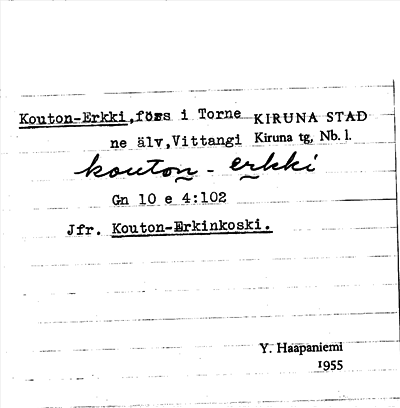 Kouton-Erkki,fors i Torne KIRUNA STAD
ne älv,Vittangi Kiruna tg, Nb. l.
kouton - erkki
Gn 10 e 4:102
Jfr. Kouton-Erkinkoski.
Y. Haapaniemi
1955